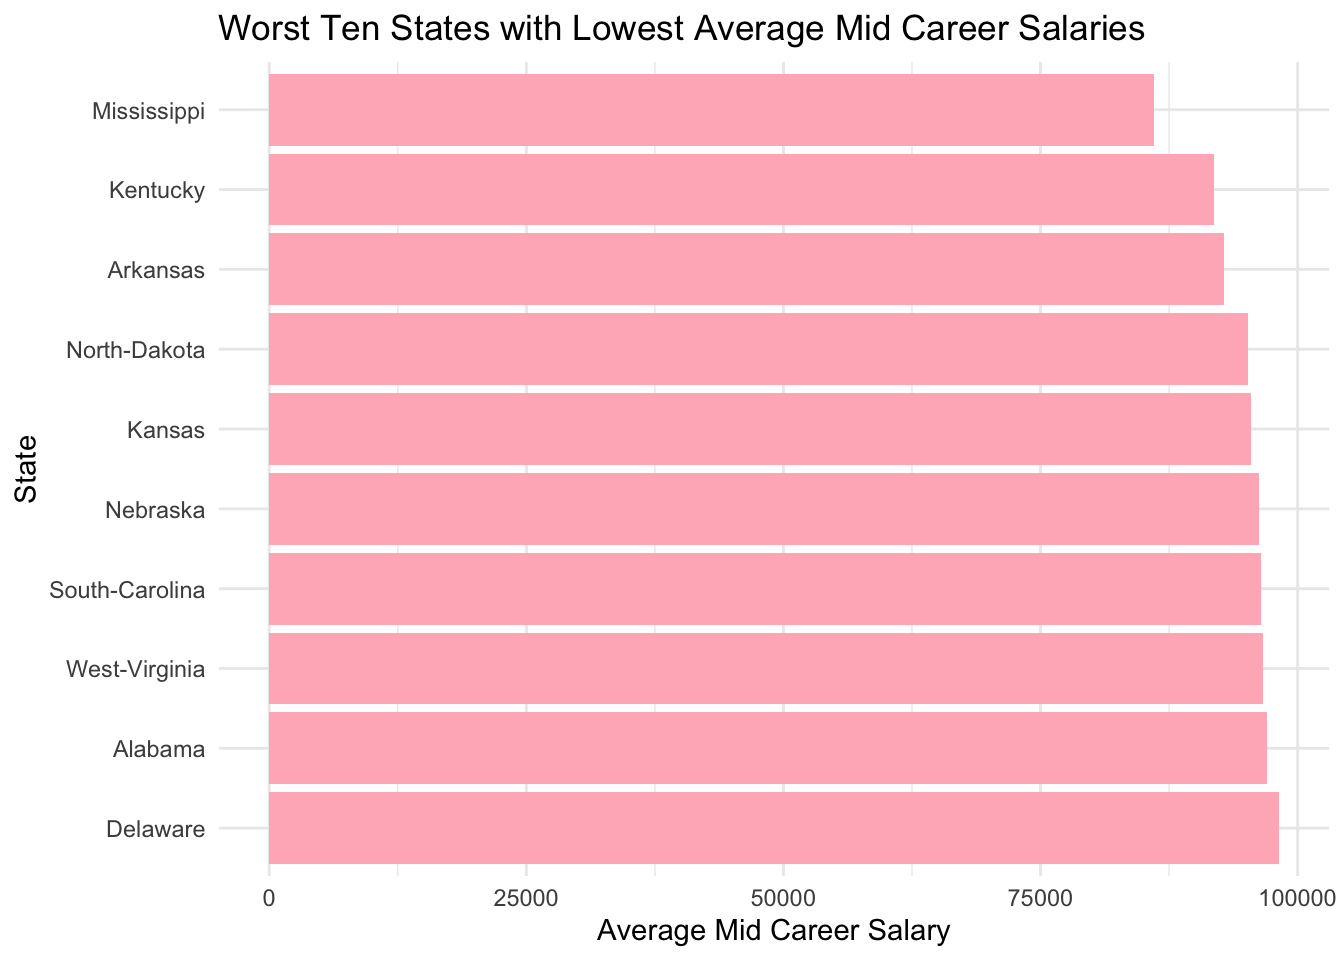 Worst Ten States with Lowest Average Mid Career Salaries
Mississippi
Kentucky
Arkansas
North-Dakota
Kansas
Nebraska
South-Carolina
West-Virginia
Alabama
Delaware
State
0 25000 50000 75000 100000
Average Mid Career Salary